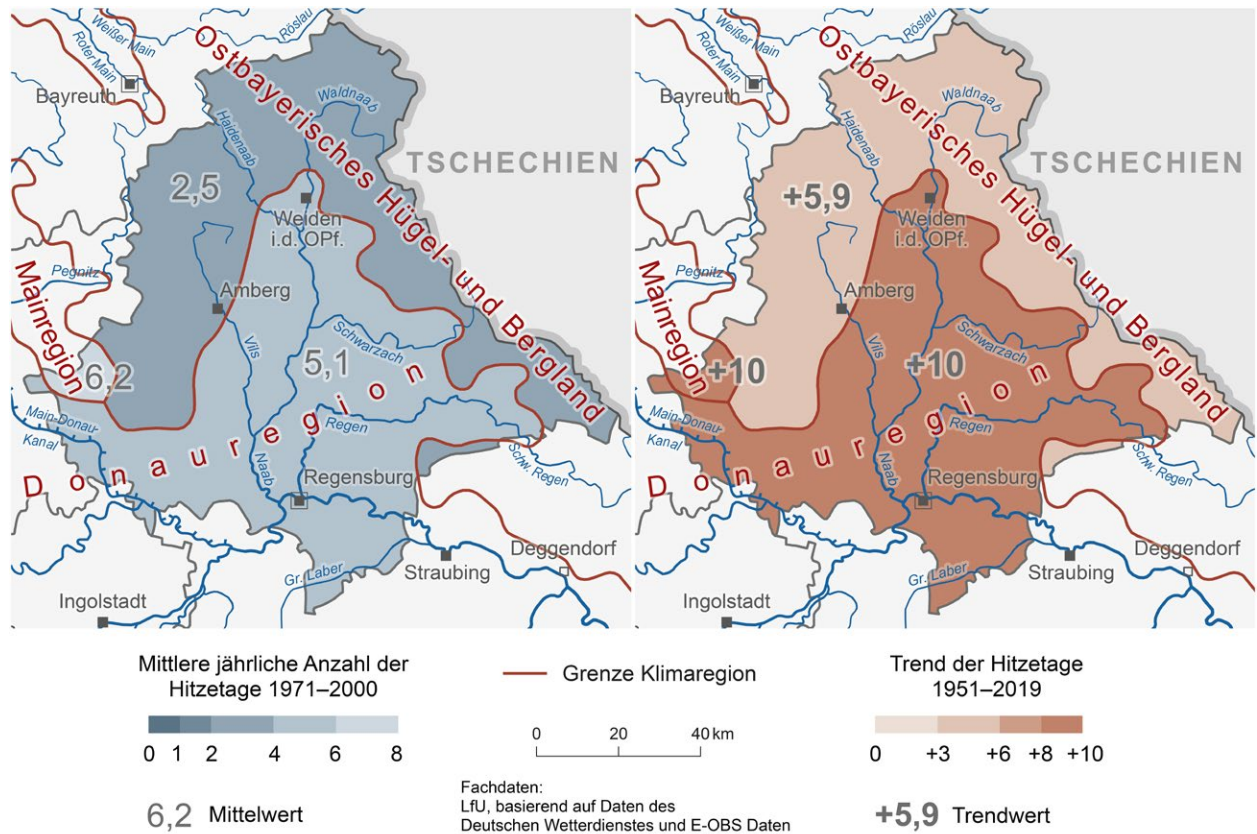 Weißer Main
Roter Main
Röslau
Bayreuth
Ostbayerisches Hügel- und Bergland
Waldnaab
Haidenaab
TSCHECHIEN
2,5
Weiden
i.d. OPf.
Pegnitz
Mainregion
Amberg
Vils
Schwarzach
6,2
5,1
Main-Donau-
Kanal
Donauregion
Regen
Naab
Schw. Regen
Regensburg
Deggendorf
Gr. Laber
Straubing
Ingolstadt
Weißer Main
Roter Main
Röslau
Bayreuth
Ostbayerisches Hügel- und Bergland
Waldnaab
Haidenaab
TSCHECHIEN
+5,9
Weiden
i.d. OPf.
Pegnitz
Mainregion
Amberg
Vils
Schwarzach
+10
+10
Main-Donau-
Kanal
Donauregion
Regen
Naab
Schw. Regen
Regensburg
Deggendorf
Gr. Laber
Straubing
Ingolstadt
Mittlere jährliche Anzahl der
Hitzetage 1971–2000
0 1 2 4 6 8
6,2 Mittelwert
Grenze Klimaregion
0 20 40 km
Fachdaten:
LfU, basierend auf Daten des
Deutschen Wetterdienstes und E-OBS Daten
Trend der Hitzetage
1951–2019
0 +3 +6 +8 +10
+5,9 Trendwert